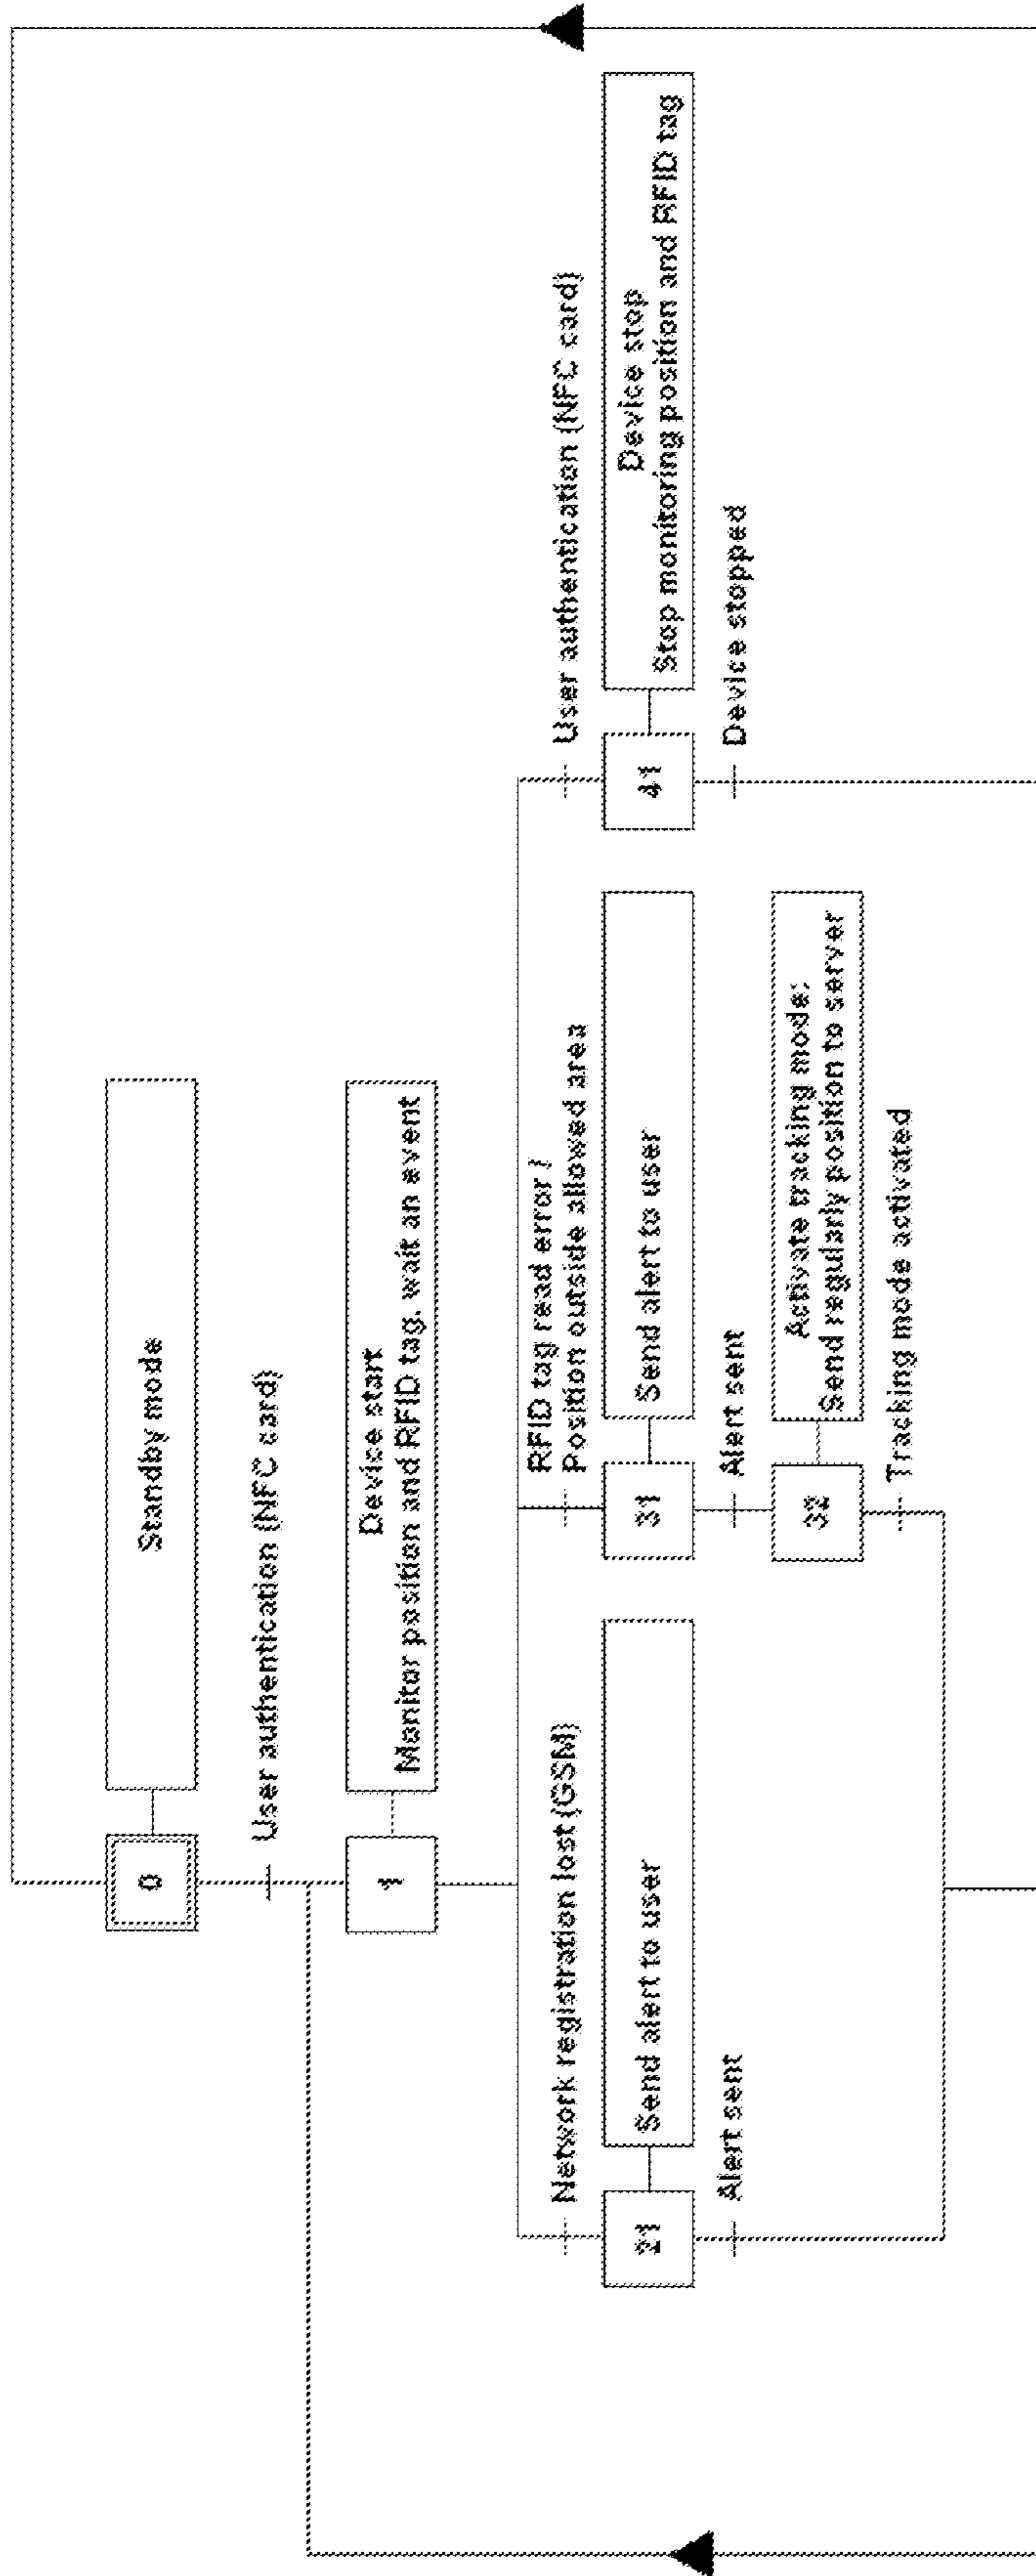 0
Standby mode
User authentication (NFC card)
1
Device start
Monitor position and RFID tag, wait an event
Network registration lost (GSM)
RFID tag read error /
Position outside allowed area
User authentication (NFC card)
21
Send alert to user
31
Send alert to user
41
Device stop
Stop monitoring position and RFID tag
Alert sent
Alert sent
Device stopped
32
Activate tracking mode:
Send regularly position to server
Tracking mode activated